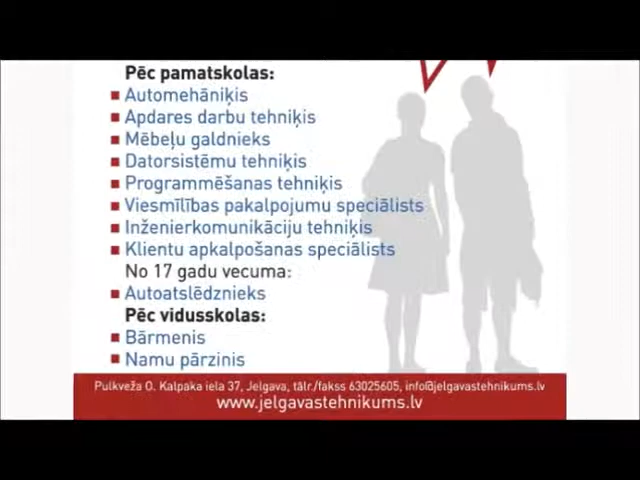 Pēc pamatskolas:
Automehāniķis
Apdares darbu tehniķis
Mēbeļu galdnieks
Datorsistēmu tehniķis
Programmēšanas tehniķis
Viesmīlības pakalpojumu speciālists
Inženierkomunikāciju tehniķis
Klientu apkalpošanas speciālists
No 17 gadu vecuma:
Autoatslēdznieks
Pēc vidusskolas:
Bārmenis
Namu pārzinis
Pulkveža O. Kalpaka iela 37, Jelgava, tālr./fakss 63025605, info@jelgavastehnikums.lv
www.jelgavastehnikums.lv